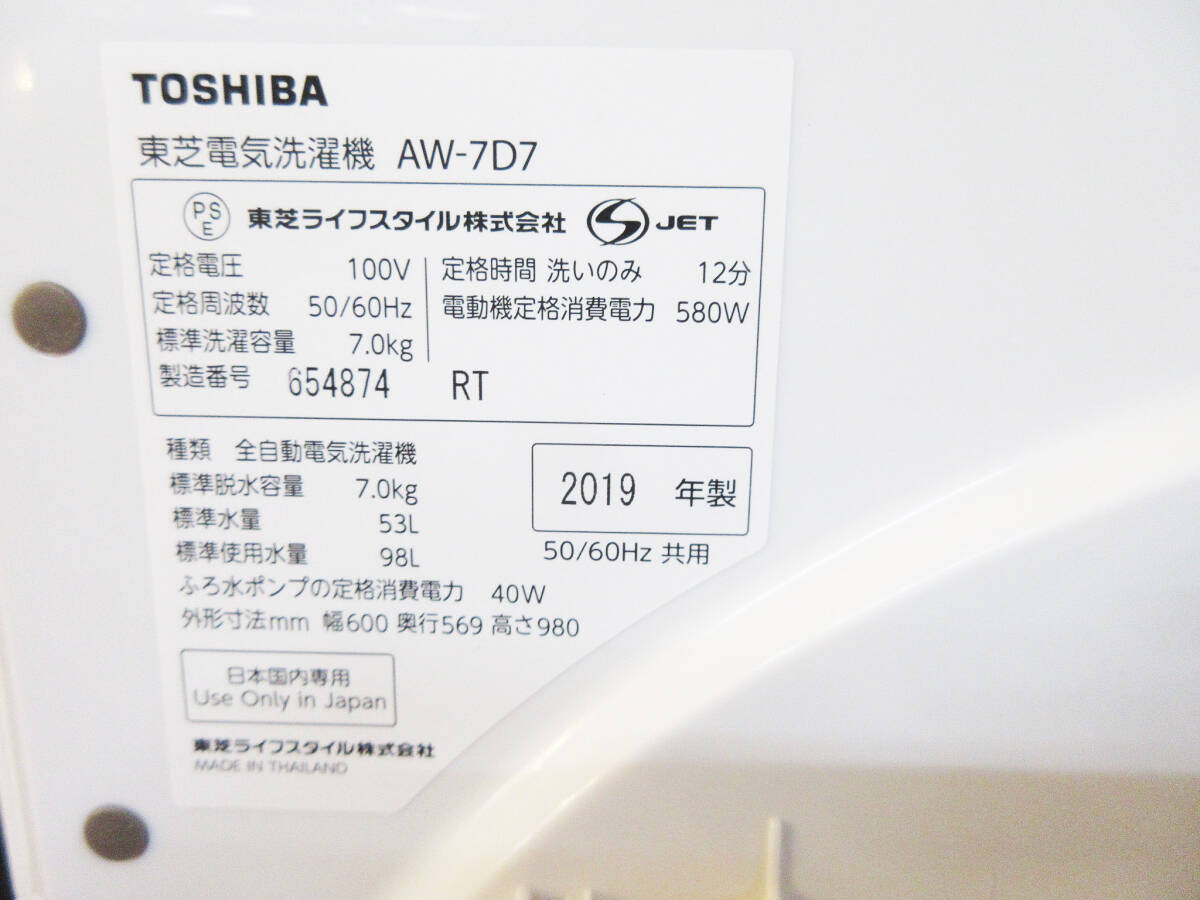 TOSHIBA
東芝電気洗濯機 AW-7D7
PSE 東芝ライフスタイル株式会社 JET
定格電圧 100V
定格周波数 50/60Hz
標準洗濯容量 7.0kg
定格時間 洗いのみ 12分
電動機定格消費電力 580W
製造番号 654874 RT
種類 全自動電気洗濯機
標準脱水容量 7.0kg
標準水量 53L
標準使用水量 98L
2019 年製
50/60Hz 共用
ふろ水ポンプの定格消費電力 40W
外形寸法mm 幅600 奥行569 高さ980
日本国内専用
Use Only in Japan
東芝ライフスタイル株式会社
MADE IN THAILAND